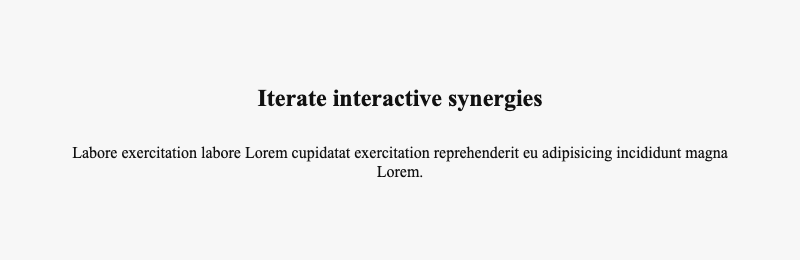 Iterate interactive synergies
Labore exercitation labore Lorem cupidatat exercitation reprehenderit eu adipisicing incididunt magna
Lorem.